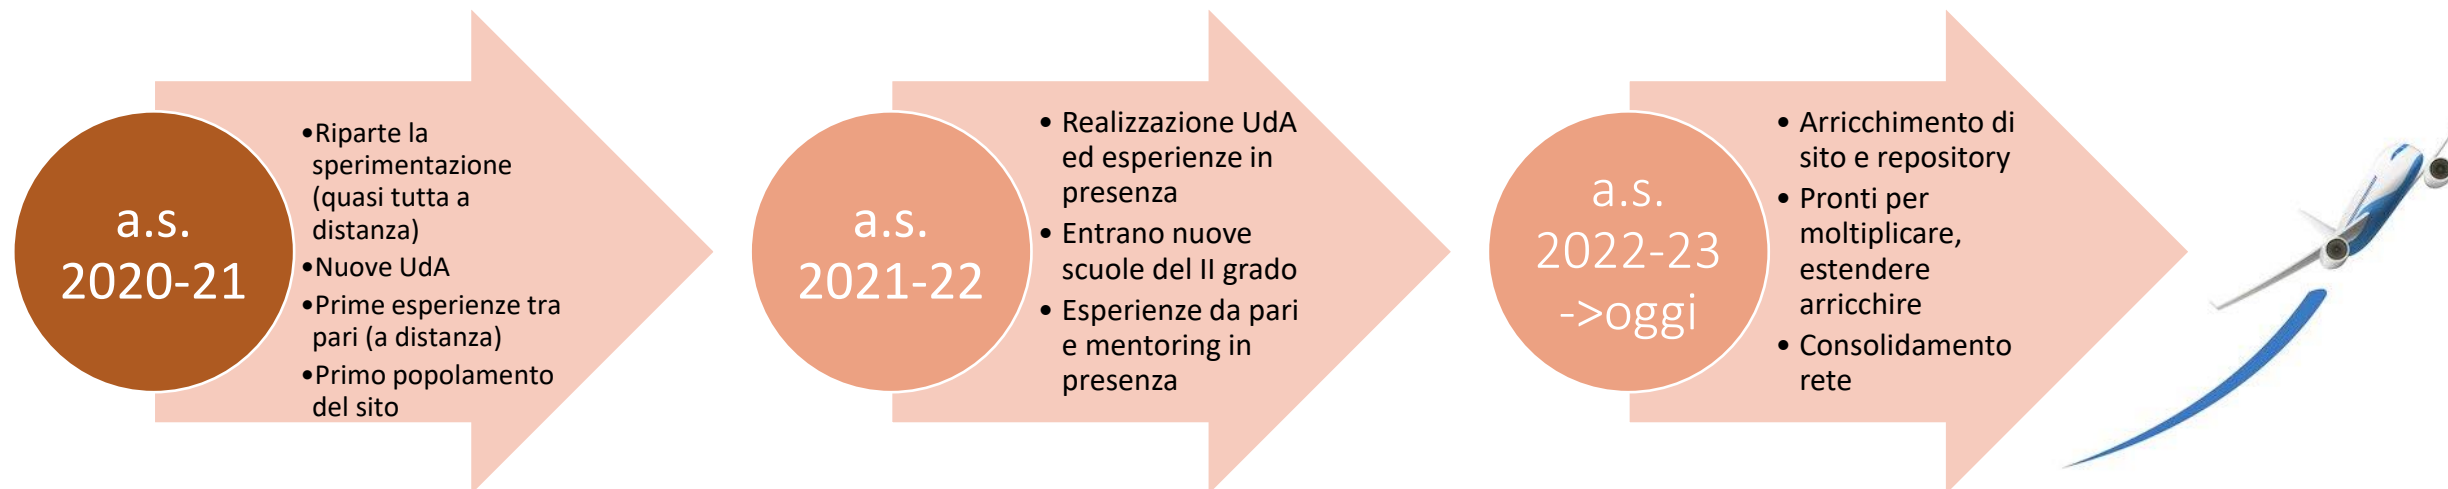 a.s.
2020-21
•Riparte la
sperimentazione
(quasi tutta a
distanza)
•Nuove UdA
•Prime esperienze tra
pari (a distanza)
•Primo popolamento
del sito
a.s.
2021-22
• Realizzazione UdA
ed esperienze in
presenza
• Entrano nuove
scuole del II grado
• Esperienze da pari
e mentoring in
presenza
a.s.
2022-23
->oggi
• Arricchimento di
sito e repository
• Pronti per
moltiplicare,
estendere
arricchire
• Consolidamento
rete